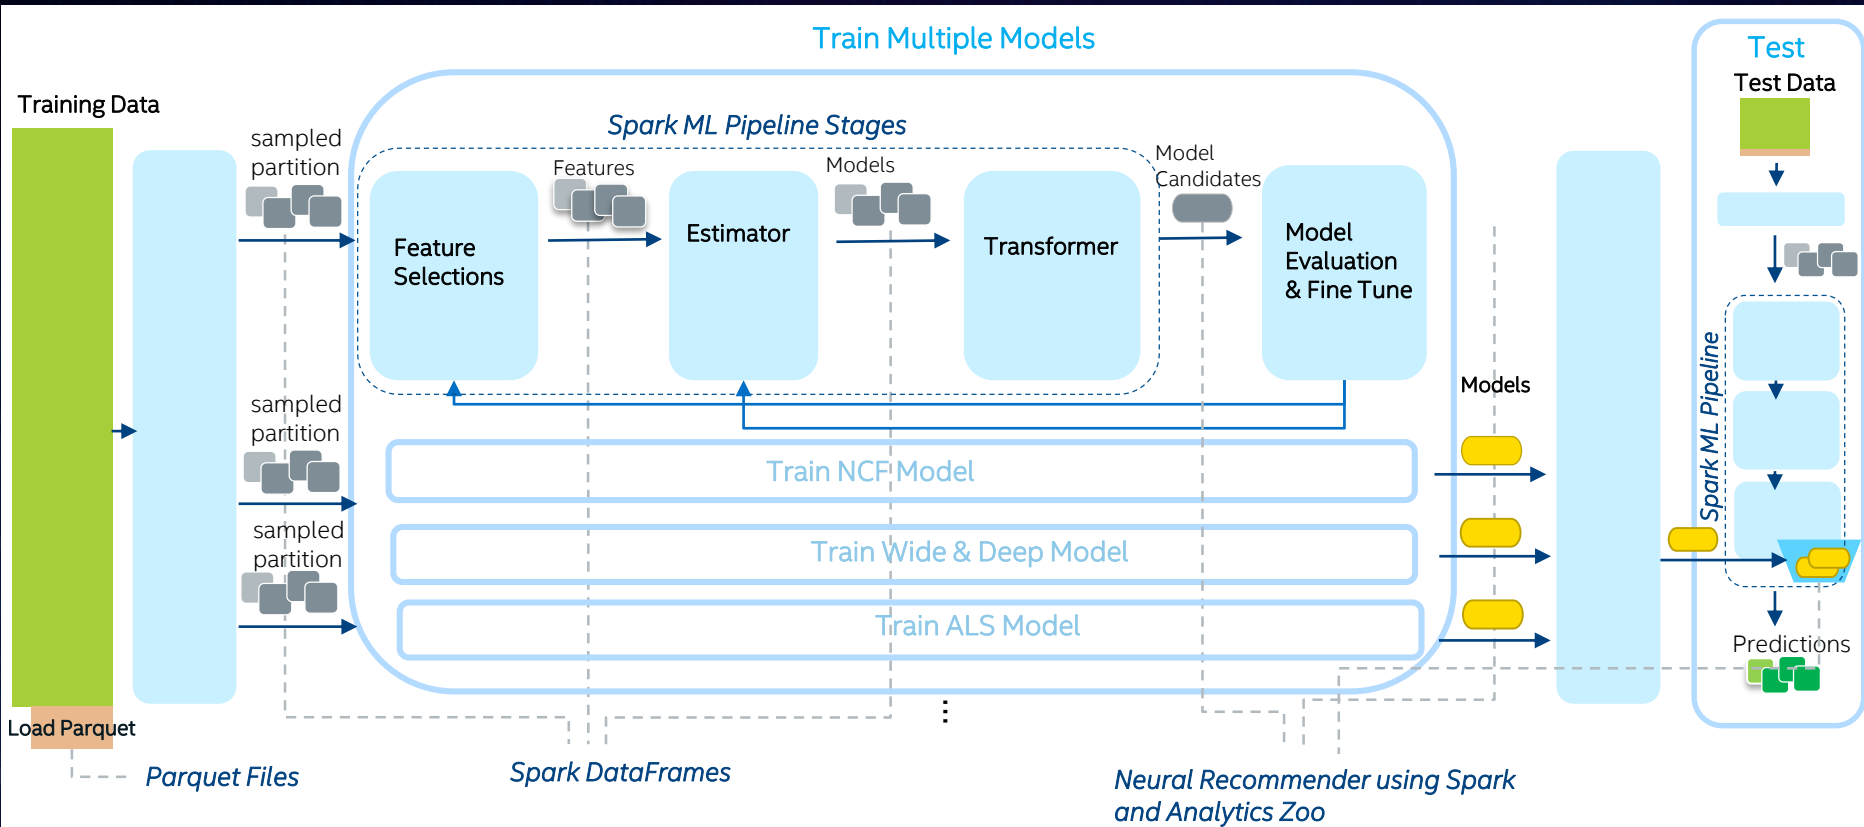 Train Multiple Models
Test
Training Data
Test Data
sampled
partition
Spark ML Pipeline Stages
Features
Models
Model
Candidates
Feature
Selections
Estimator
Transformer
Model
Evaluation
& Fine Tune
Models
Spark ML Pipeline
sampled
partition
Train NCF Model
sampled
partition
Train Wide & Deep Model
Train ALS Model
Predictions
Load Parquet
Parquet Files
Spark DataFrames
Neural Recommender using Spark
and Analytics Zoo